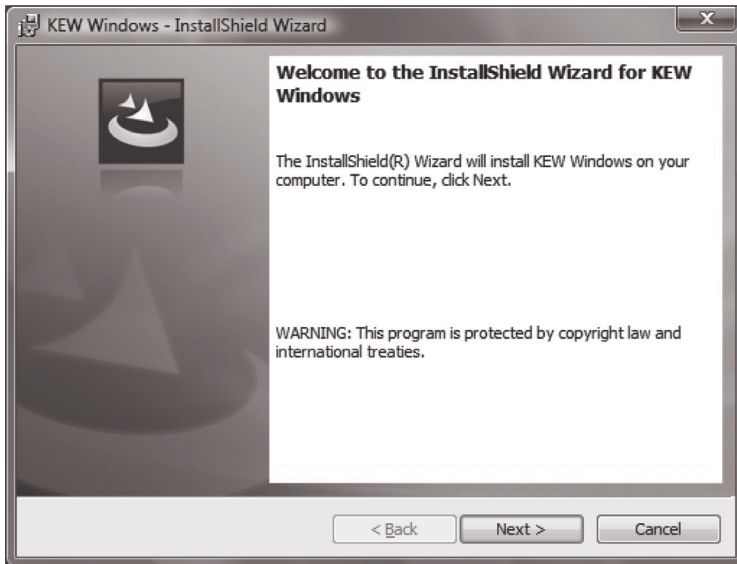 KEW Windows - InstallShield Wizard
X
Welcome to the InstallShield Wizard for KEW
Windows
The InstallShield(R) Wizard will install KEW Windows on your
computer. To continue, click Next.
WARNING: This program is protected by copyright law and
international treaties.
< Back
Next >
Cancel